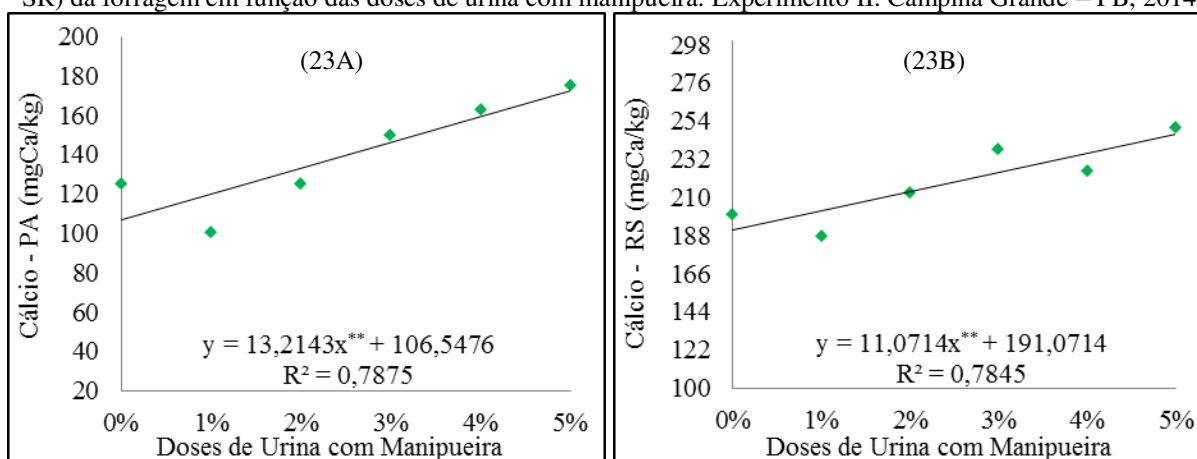 SR) da forragem em função das doses de urina com manipueira. Experimento II. Campina Grande – PB, 2014
(23A)
Cálcio - PA (mgCa/kg)
200
180
160
140
120
100
80
60
40
20
y = 13,2143x** + 106,5476
R² = 0,7875
0% 1% 2% 3% 4% 5%
Doses de Urina com Manipueira
(23B)
Cálcio - RS (mgCa/kg)
298
276
254
232
210
188
166
144
122
100
y = 11,0714x** + 191,0714
R² = 0,7845
0% 1% 2% 3% 4% 5%
Doses de Urina com Manipueira